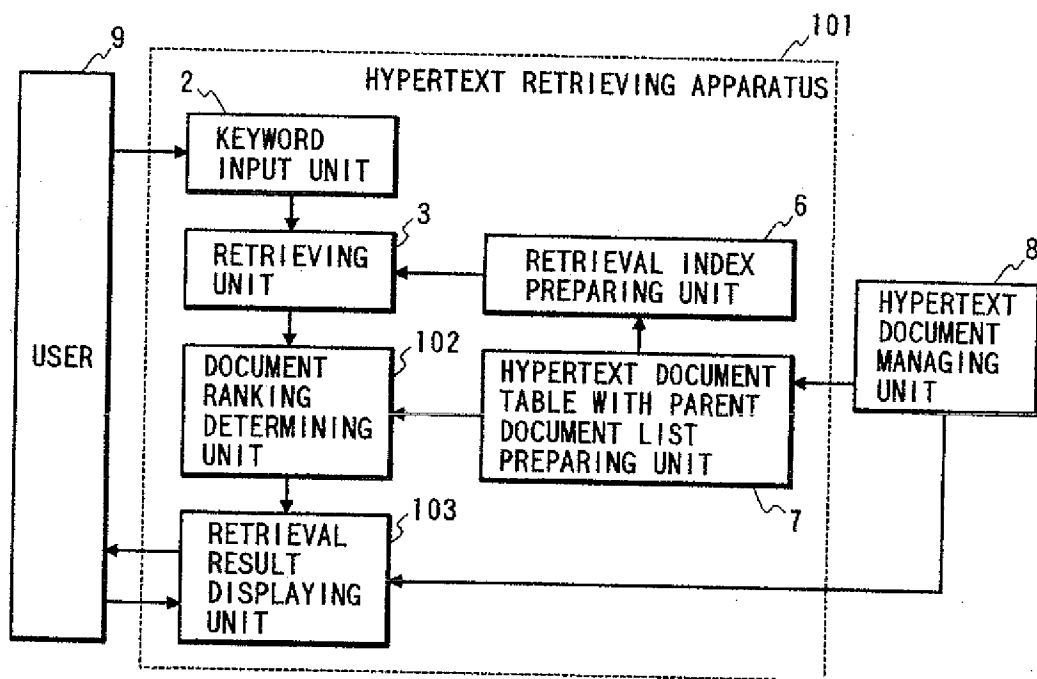 101
9
HYPERTEXT RETRIEVING APPARATUS
2
KEYWORD
INPUT UNIT
3
RETRIEVING
UNIT
6
RETRIEVAL INDEX
PREPARING UNIT
8
HYPERTEXT
DOCUMENT
MANAGING
UNIT
USER
102
DOCUMENT
RANKING
DETERMINING
UNIT
HYPERTEXT DOCUMENT
TABLE WITH PARENT
DOCUMENT LIST
PREPARING UNIT
7
103
RETRIEVAL
RESULT
DISPLAYING
UNIT